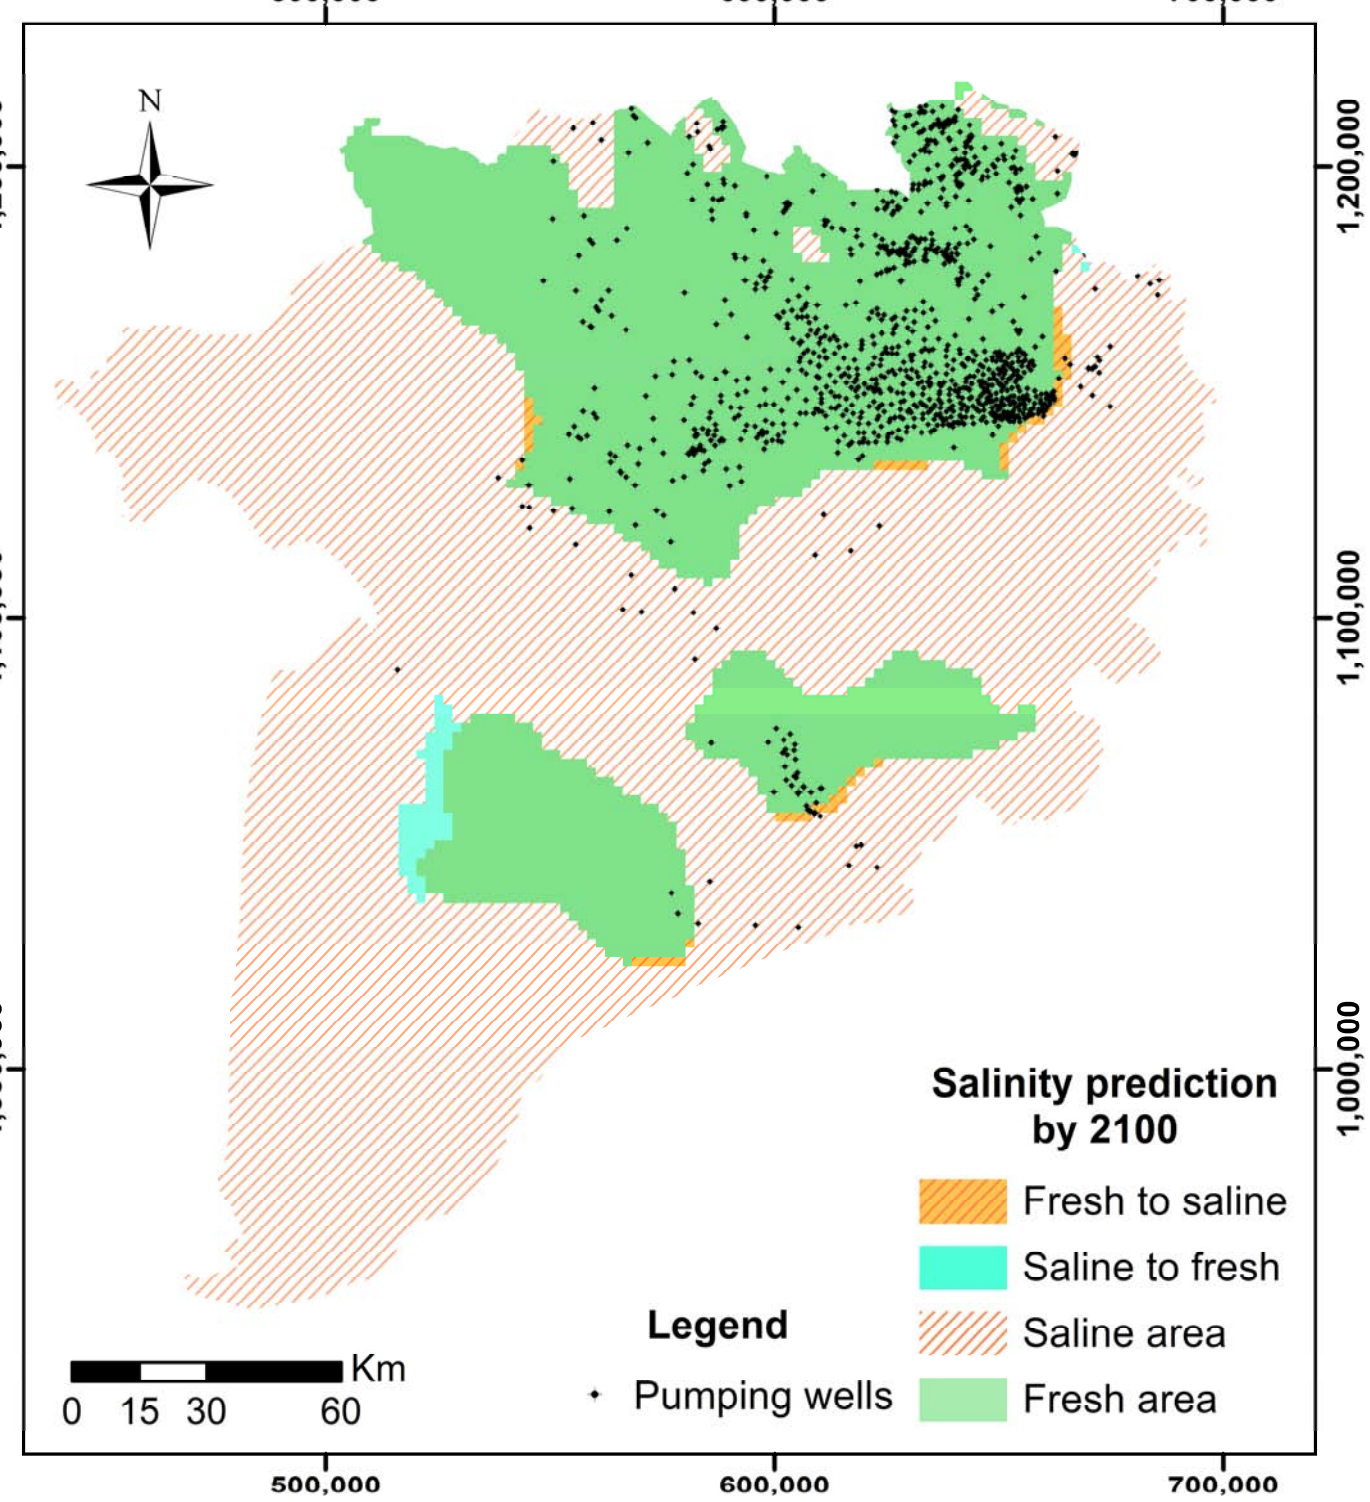 N
1,200,000
1,100,000
1,000,000
Salinity prediction
by 2100
Fresh to saline
Saline to fresh
Saline area
Fresh area
Legend
Pumping wells
Km
0 15 30 60
500,000 600,000 700,000